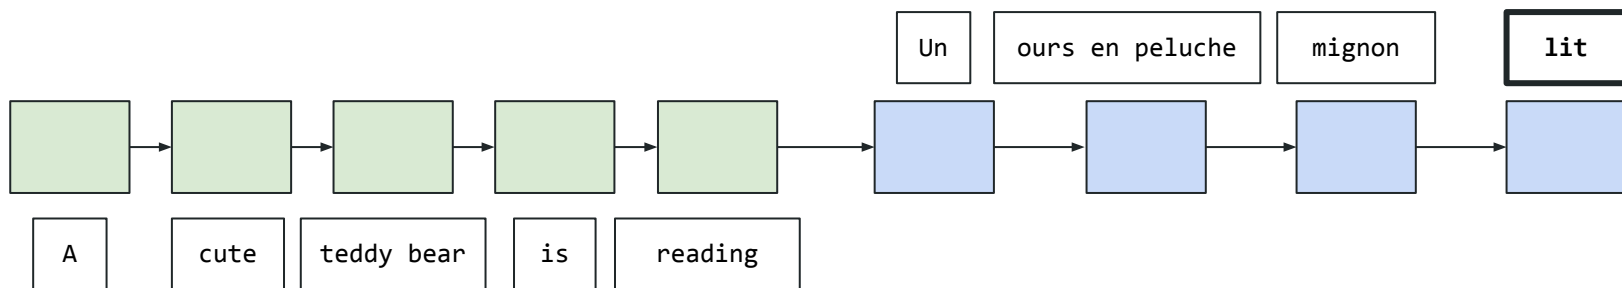 Un ours en peluche mignon lit
A cute teddy bear is reading